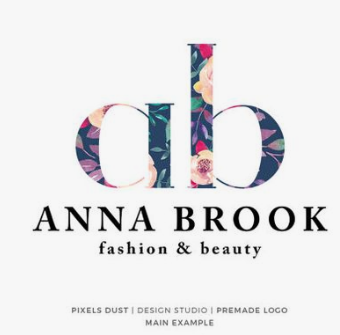 ab
ANNA BROOK
fashion & beauty
PIXELS DUST | DESIGN STUDIO | PREMADE LOGO
MAIN EXAMPLE